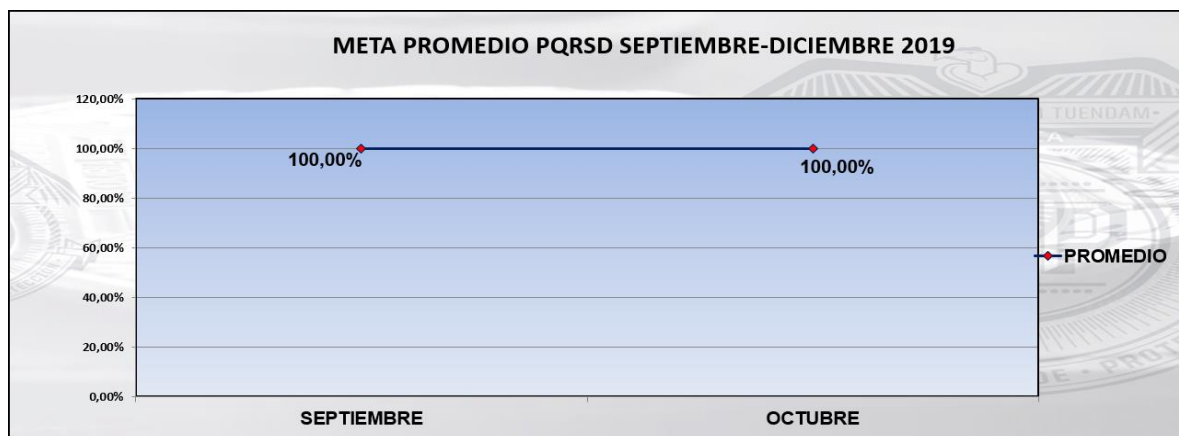 META PROMEDIO PQRSD SEPTIEMBRE-DICIEMBRE 2019
120,00%
100,00%
80,00%
60,00%
40,00%
20,00%
0,00%
100,00%
100,00%
SEPTIEMBRE
OCTUBRE
PROMEDIO
TUENDAM